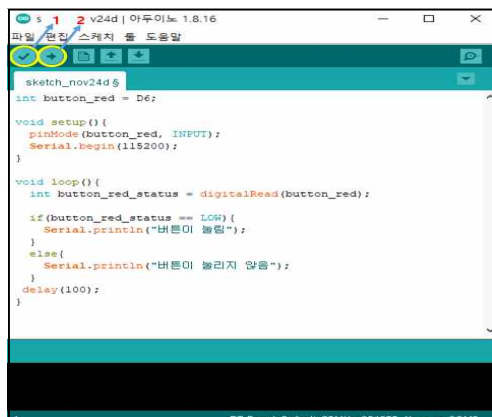 s 1 2 v24d | 아두이노 1.8.16
파일 편집 스케치 툴 도움말
sketch_nov24d §
int button_red = D6;
void setup(){
pinMode(button_red, INPUT);
Serial.begin(115200);
}
void loop(){
int button_red_status = digitalRead(button_red);
if(button_red_status == LOW){
Serial.println("버튼이 눌림");
}
else{
Serial.println("버튼이 눌리지 않음");
}
delay(100);
}